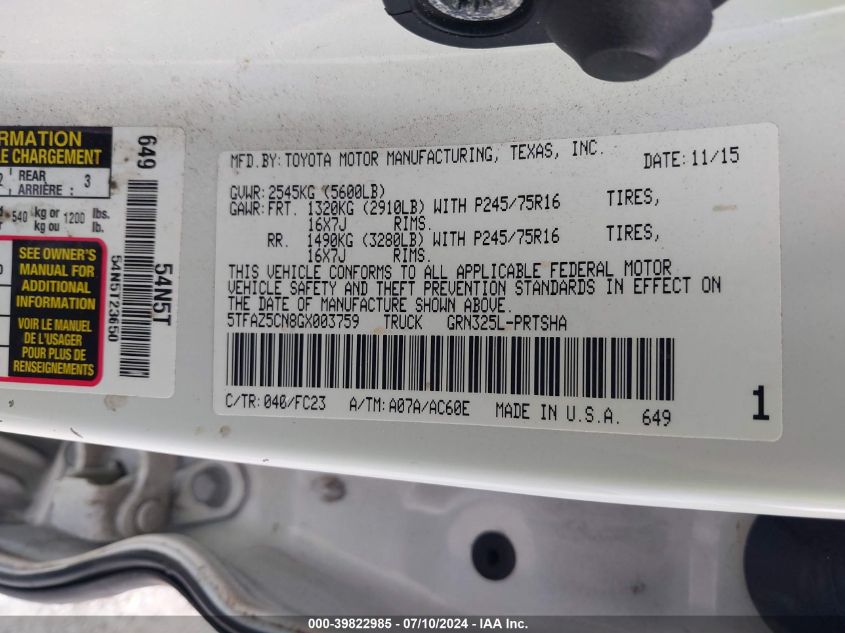 RMATION
E CHARGEMENT
2 REAR ARRIÈRE: 3
540 kg or 1200 lbs.
kg ou lb.
SEE OWNER'S
MANUAL FOR
ADDITIONAL
INFORMATION
VOIR LE MANUEL
DE L'USAGER
POUR PLUS DE
RENSEIGNEMENTS
649
54N5T
54N5T23650
MFD.BY:TOYOTA MOTOR MANUFACTURING, TEXAS, INC. DATE:11/15
GVWR:2545KG (5600LB)
GAWR:FRT. 1320KG (2910LB) WITH P245/75R16 TIRES,
16X7J RIMS.
RR. 1490KG (3280LB) WITH P245/75R16 TIRES,
16X7J RIMS.
THIS VEHICLE CONFORMS TO ALL APPLICABLE FEDERAL MOTOR
VEHICLE SAFETY AND THEFT PREVENTION STANDARDS IN EFFECT ON
THE DATE OF MANUFACTURE SHOWN ABOVE.
5TFAZ5CN8GX003759 TRUCK GRN325L-PRTSHA
C/TR:040/FC23 A/TM:A07A/AC60E MADE IN U.S.A. 649
1
000-39822985 - 07/10/2024 - IAA, Inc.